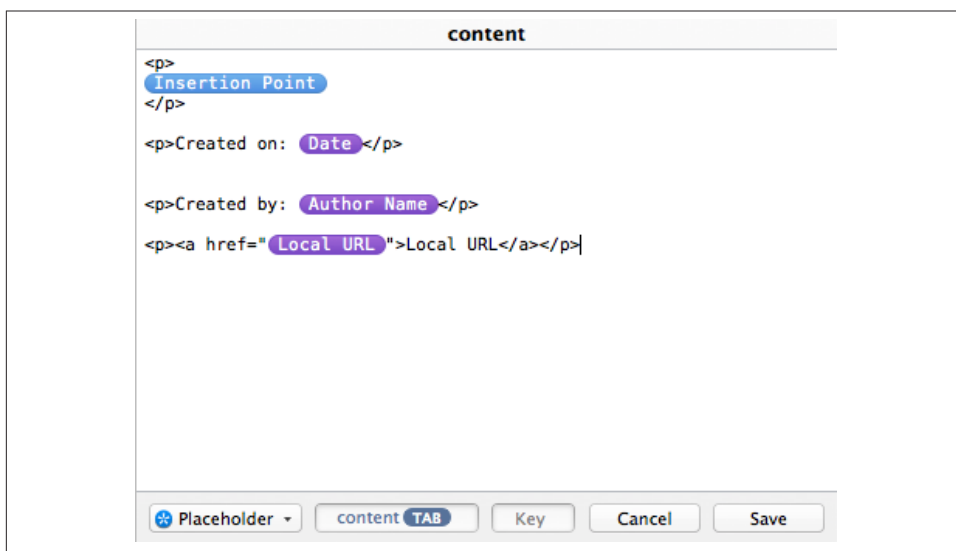 content
<p>
Insertion Point
</p>
<p>Created on: Date</p>
<p>Created by: Author Name</p>
<p><a href="Local URL">Local URL</a></p>
Placeholder content TAB Key Cancel Save